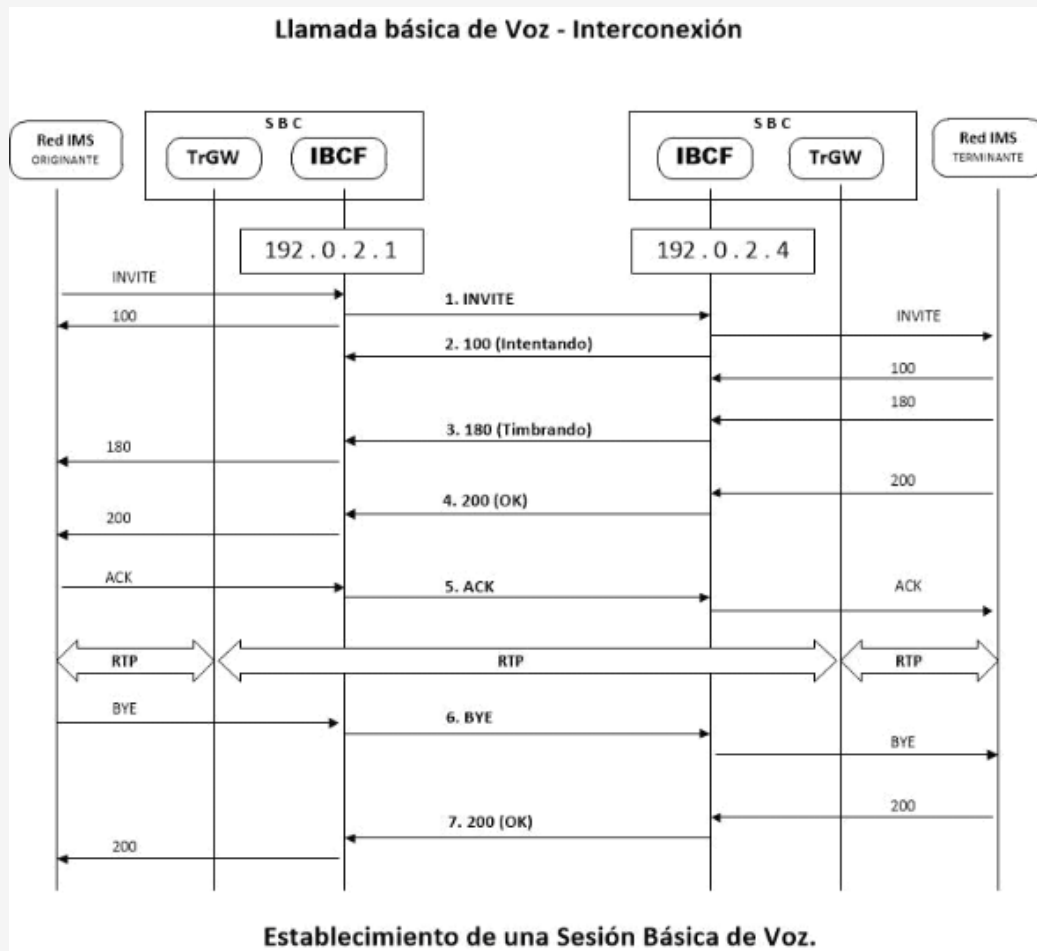 Llamada básica de Voz - Interconexión
S B C
S B C
Red IMS
ORIGINANTE
TrGW
IBCF
IBCF
TrGW
Red IMS
TERMINANTE
192.0.2.1
192.0.2.4
INVITE
1. INVITE
100
INVITE
2. 100 (Intentando)
100
180
3. 180 (Timbrando)
180
200
4. 200 (OK)
200
ACK
5. ACK
ACK
RTP
RTP
RTP
BYE
6. BYE
BYE
200
7. 200 (OK)
200
Establecimiento de una Sesión Básica de Voz.